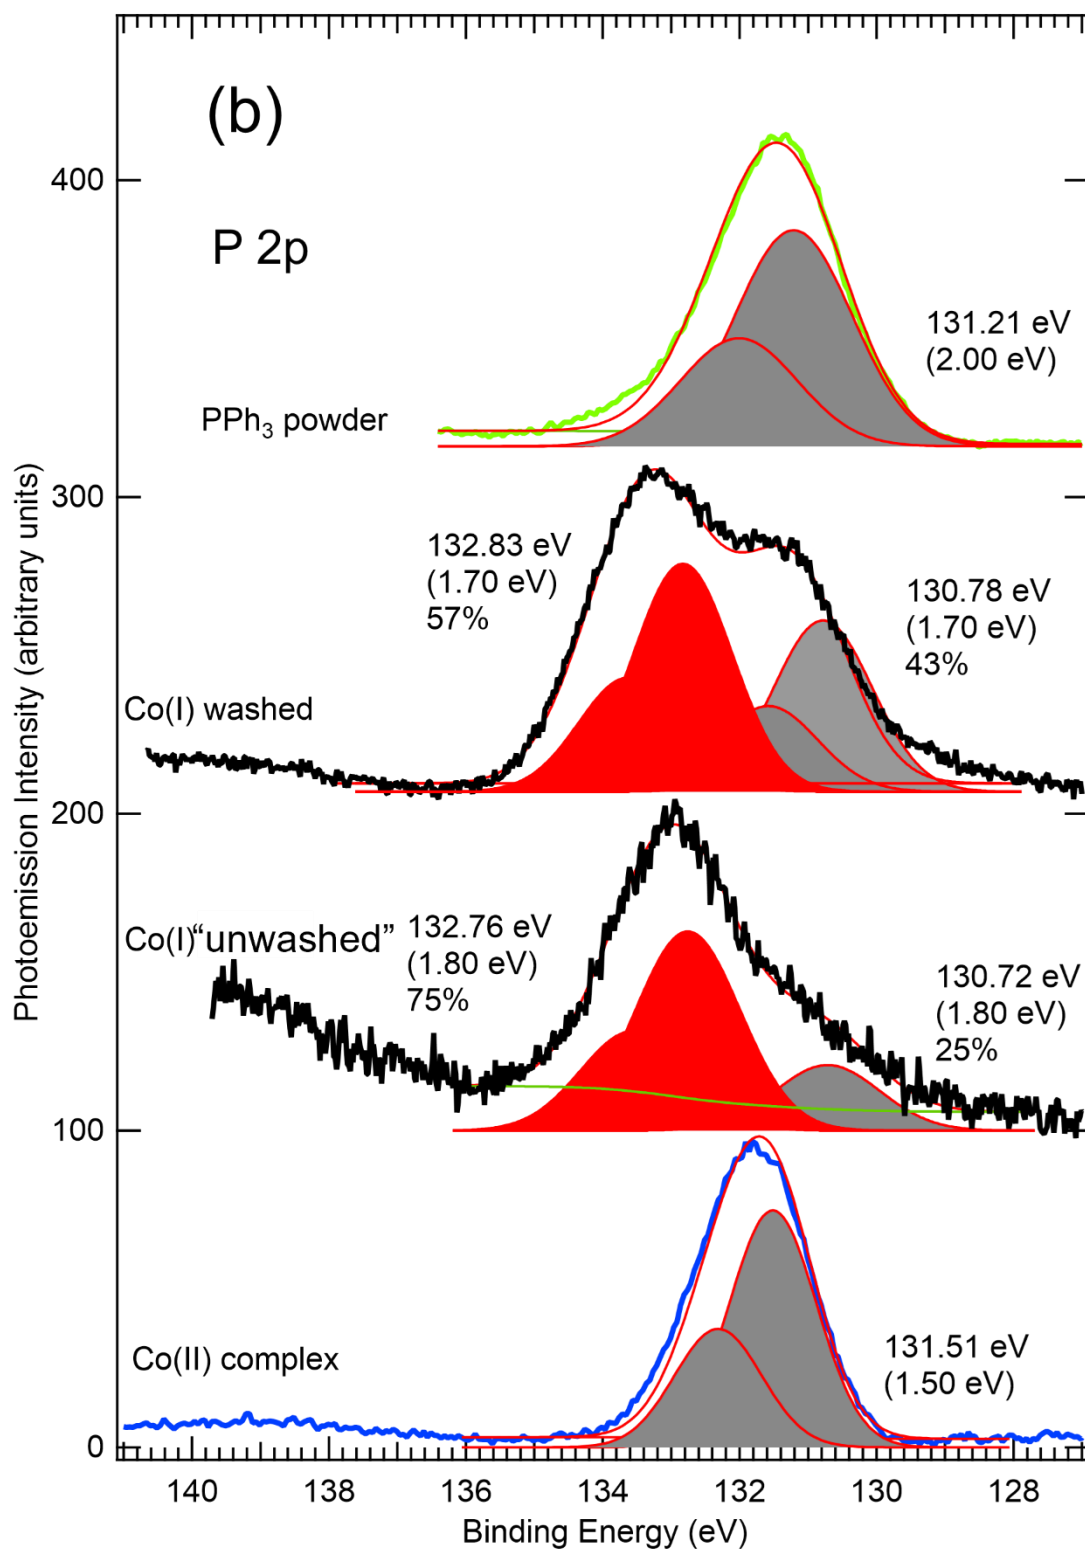 (b)
P 2p
400
131.21 eV
(2.00 eV)
PPh₃ powder
300
132.83 eV
(1.70 eV)
57%
130.78 eV
(1.70 eV)
43%
Co(I) washed
200
Co(I)“unwashed”
132.76 eV
(1.80 eV)
75%
130.72 eV
(1.80 eV)
25%
100
Co(II) complex
131.51 eV
(1.50 eV)
0
Photoemission Intensity (arbitrary units)
140 138 136 134 132 130 128
Binding Energy (eV)